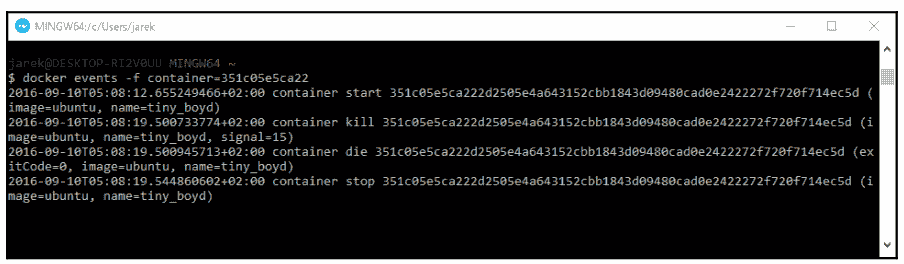 MINGW64:/c/Users/jarek
jarek@DESKTOP-RI2V0UU MINGW64 ~
$ docker events -f container=351c05e5ca22
2016-09-10T05:08:12.655249466+02:00 container start 351c05e5ca222d2505e4a643152cbb1843d09480cad0e2422272f720f714ec5d (
image=ubuntu, name=tiny_boyd)
2016-09-10T05:08:19.500733774+02:00 container kill 351c05e5ca222d2505e4a643152cbb1843d09480cad0e2422272f720f714ec5d (i
mage=ubuntu, name=tiny_boyd, signal=15)
2016-09-10T05:08:19.500945713+02:00 container die 351c05e5ca222d2505e4a643152cbb1843d09480cad0e2422272f720f714ec5d (ex
itCode=0, image=ubuntu, name=tiny_boyd)
2016-09-10T05:08:19.544860602+02:00 container stop 351c05e5ca222d2505e4a643152cbb1843d09480cad0e2422272f720f714ec5d (i
mage=ubuntu, name=tiny_boyd)